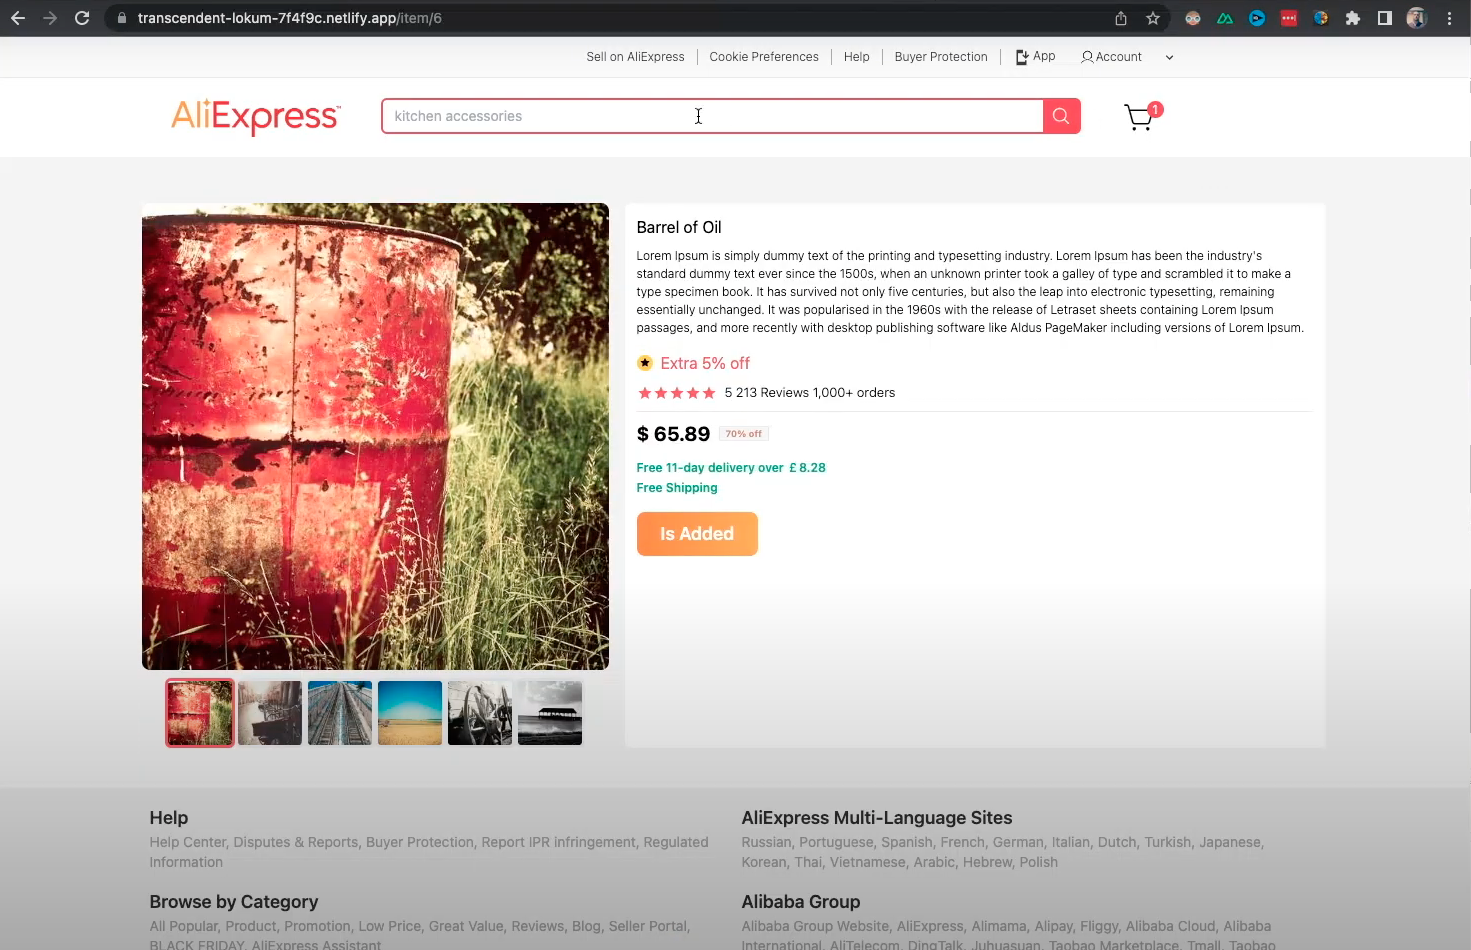 transcendent-lokum-7f4f9c.netlify.app/item/6
Sell on AliExpress
Cookie Preferences
Help
Buyer Protection
App
Account
AliExpress™
kitchen accessories
1
Barrel of Oil
Lorem Ipsum is simply dummy text of the printing and typesetting industry. Lorem Ipsum has been the industry's
standard dummy text ever since the 1500s, when an unknown printer took a galley of type and scrambled it to make a
type specimen book. It has survived not only five centuries, but also the leap into electronic typesetting, remaining
essentially unchanged. It was popularised in the 1960s with the release of Letraset sheets containing Lorem Ipsum
passages, and more recently with desktop publishing software like Aldus PageMaker including versions of Lorem Ipsum.
Extra 5% off
5 213 Reviews 1,000+ orders
$ 65.89
70% off
Free 11-day delivery over £ 8.28
Free Shipping
Is Added
Help
Help Center, Disputes & Reports, Buyer Protection, Report IPR infringement, Regulated
Information
AliExpress Multi-Language Sites
Russian, Portuguese, Spanish, French, German, Italian, Dutch, Turkish, Japanese,
Korean, Thai, Vietnamese, Arabic, Hebrew, Polish
Browse by Category
All Popular, Product, Promotion, Low Price, Great Value, Reviews, Blog, Seller Portal,
BLACK FRIDAY, AliExpress Assistant
Alibaba Group
Alibaba Group Website, AliExpress, Alimama, Alipay, Fliggy, Alibaba Cloud, Alibaba
International, AliTelecom, DingTalk, Juhuasuan, Taobao Marketplace, Tmall, Taobao